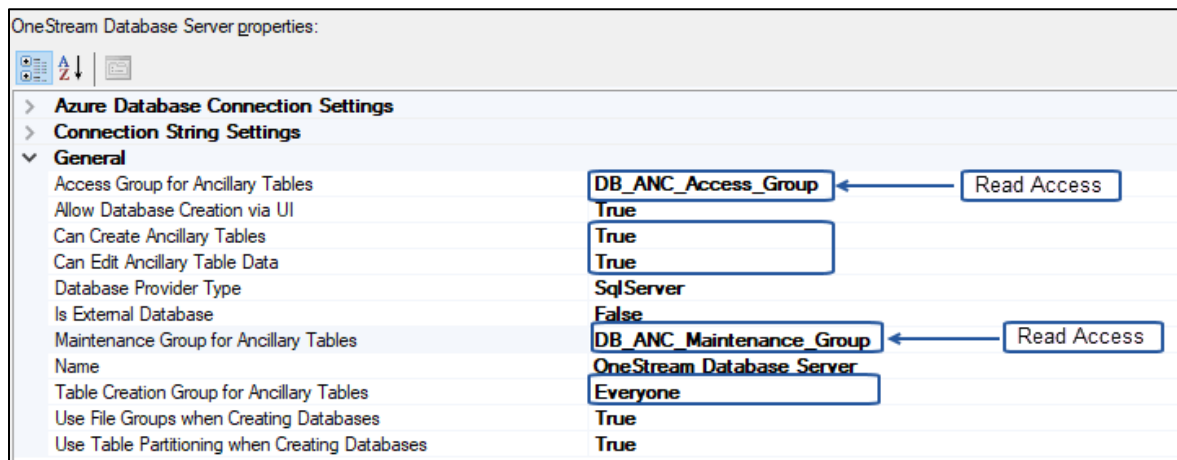 OneStream Database Server properties:
A
Z
Azure Database Connection Settings
Connection String Settings
General
Access Group for Ancillary Tables DB_ANC_Access_Group Read Access
Allow Database Creation via UI True
Can Create Ancillary Tables True
Can Edit Ancillary Table Data True
Database Provider Type SqlServer
Is External Database False
Maintenance Group for Ancillary Tables DB_ANC_Maintenance_Group Read Access
Name OneStream Database Server
Table Creation Group for Ancillary Tables Everyone
Use File Groups when Creating Databases True
Use Table Partitioning when Creating Databases True